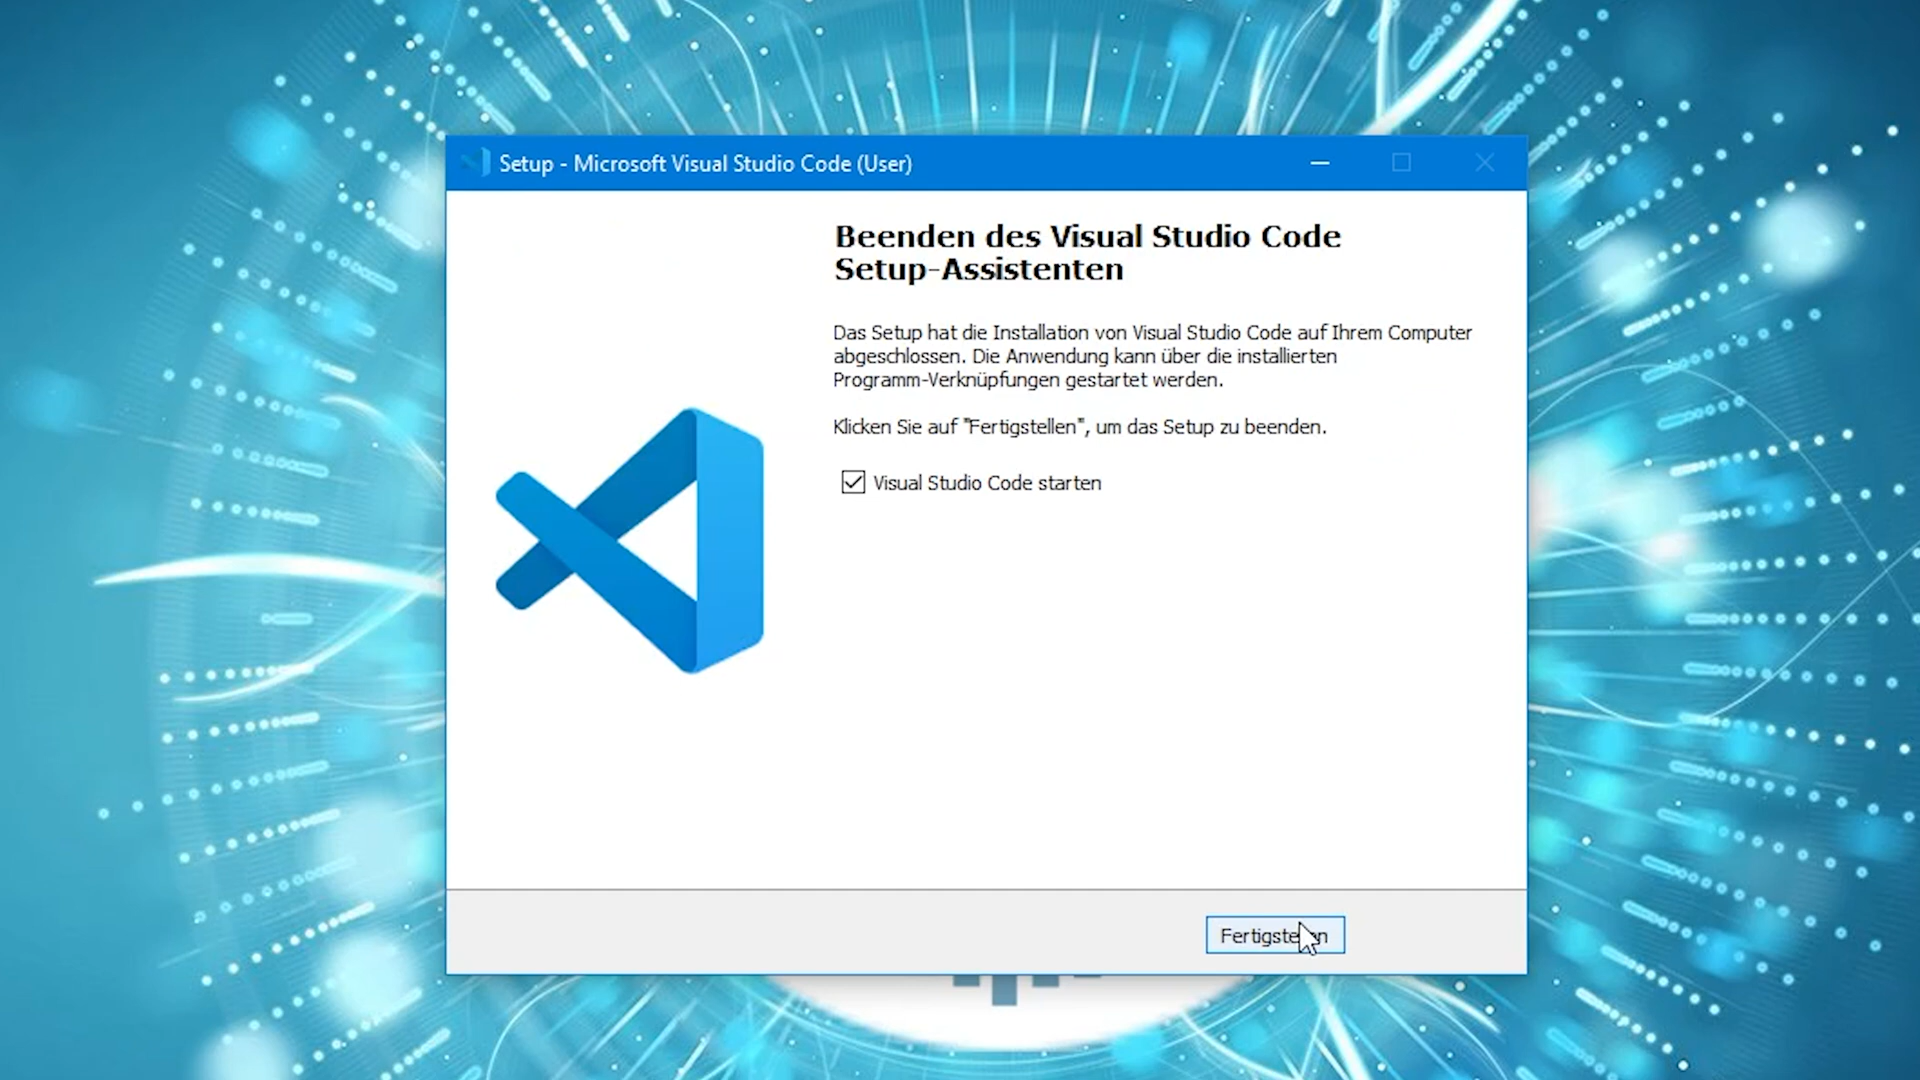 Setup - Microsoft Visual Studio Code (User)
Beenden des Visual Studio Code
Setup-Assistenten
Das Setup hat die Installation von Visual Studio Code auf Ihrem Computer
abgeschlossen. Die Anwendung kann über die installierten
Programm-Verknüpfungen gestartet werden.
Klicken Sie auf "Fertigstellen", um das Setup zu beenden.
Visual Studio Code starten
Fertigstellen